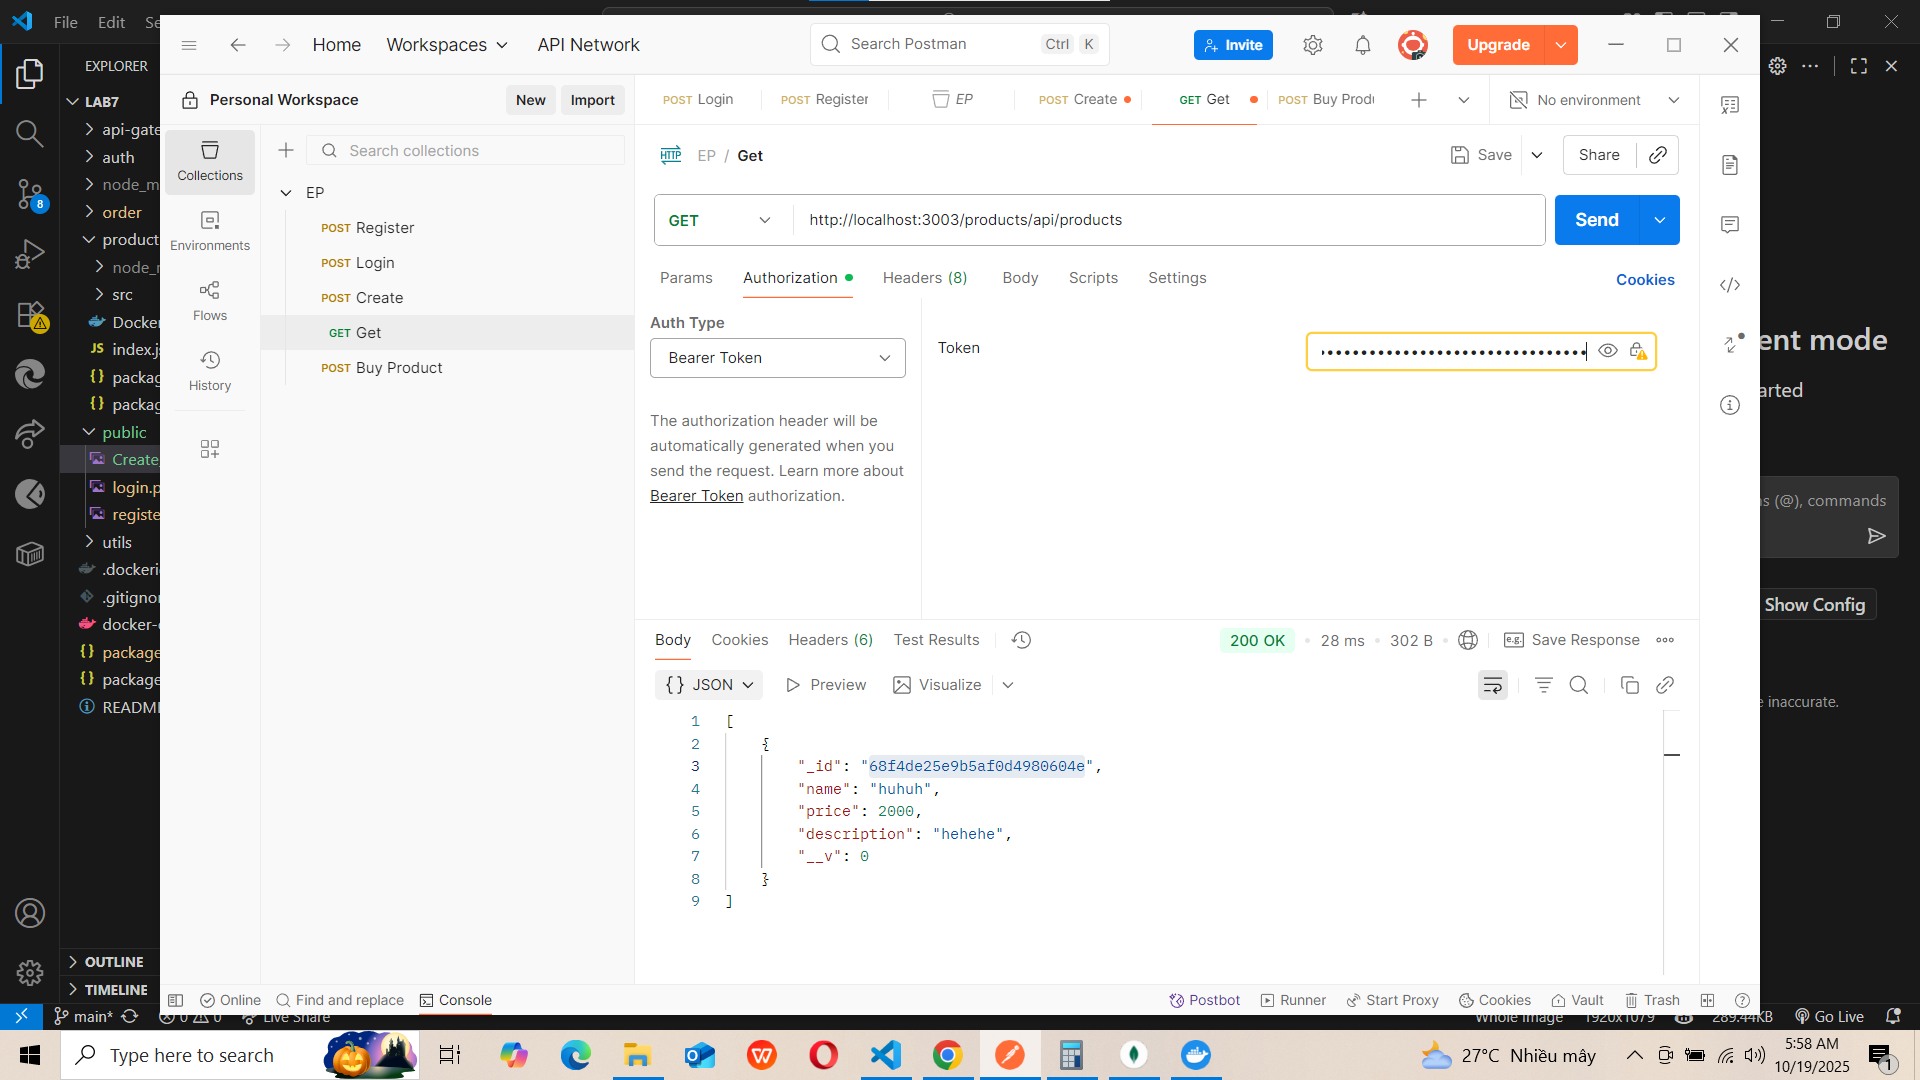 File Edit Se
Home Workspaces API Network Search Postman Ctrl K Invite Upgrade
EXPLORER
Personal Workspace New Import
POST Login POST Register EP POST Create GET Get POST Buy Prod No environment
LAB7
api-gate
auth
node_m
order
product
node_r
src
Docker
index.js
packag
packag
public
Create_
login.p
registe
utils
.dockeri
.gitignor
docker-c
package
package
README
OUTLINE
TIMELINE
Collections
Environments
Flows
History
Search collections
EP
POST Register
POST Login
POST Create
GET Get
POST Buy Product
EP / Get Save Share
GET http://localhost:3003/products/api/products Send
Params Authorization Headers (8) Body Scripts Settings Cookies
Auth Type
Bearer Token
Token
The authorization header will be
automatically generated when you
send the request. Learn more about
Bearer Token authorization.
ent mode
arted
s (@), commands
Show Config
e inaccurate.
Body Cookies Headers (6) Test Results 200 OK 28 ms 302 B e.g. Save Response
{} JSON Preview Visualize
1 [
2 {
3 "_id": "68f4de25e9b5af0d4980604e",
4 "name": "huhuh",
5 "price": 2000,
6 "description": "hehehe",
7 "__v": 0
8 }
9 ]
Online Find and replace Console Postbot Runner Start Proxy Cookies Vault Trash
8
main* 0 0 Live Share Whole Image 1920x1079 289.44KB Go Live
Type here to search 27°C Nhiều mây 5:58 AM
10/19/2025
1